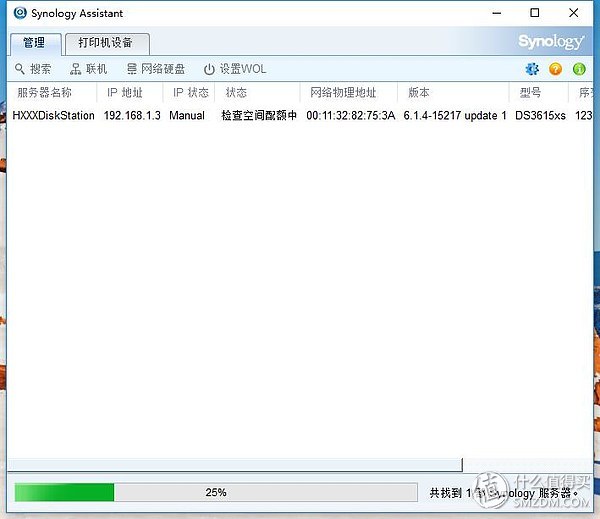 Synology Assistant
管理 打印机设备 Synology
搜索 联机 网络硬盘 设置WOL
服务器名称 IP 地址 IP 状态 状态 网络物理地址 版本 型号
HXXXDiskStation 192.168.1.3 Manual 检查空间配额中 00:11:32:82:75:3A 6.1.4-15217 update 1 DS3615xs 123
25% 共找到 1 Synology 服务器。
值 什么值得买
SMZDM.COM